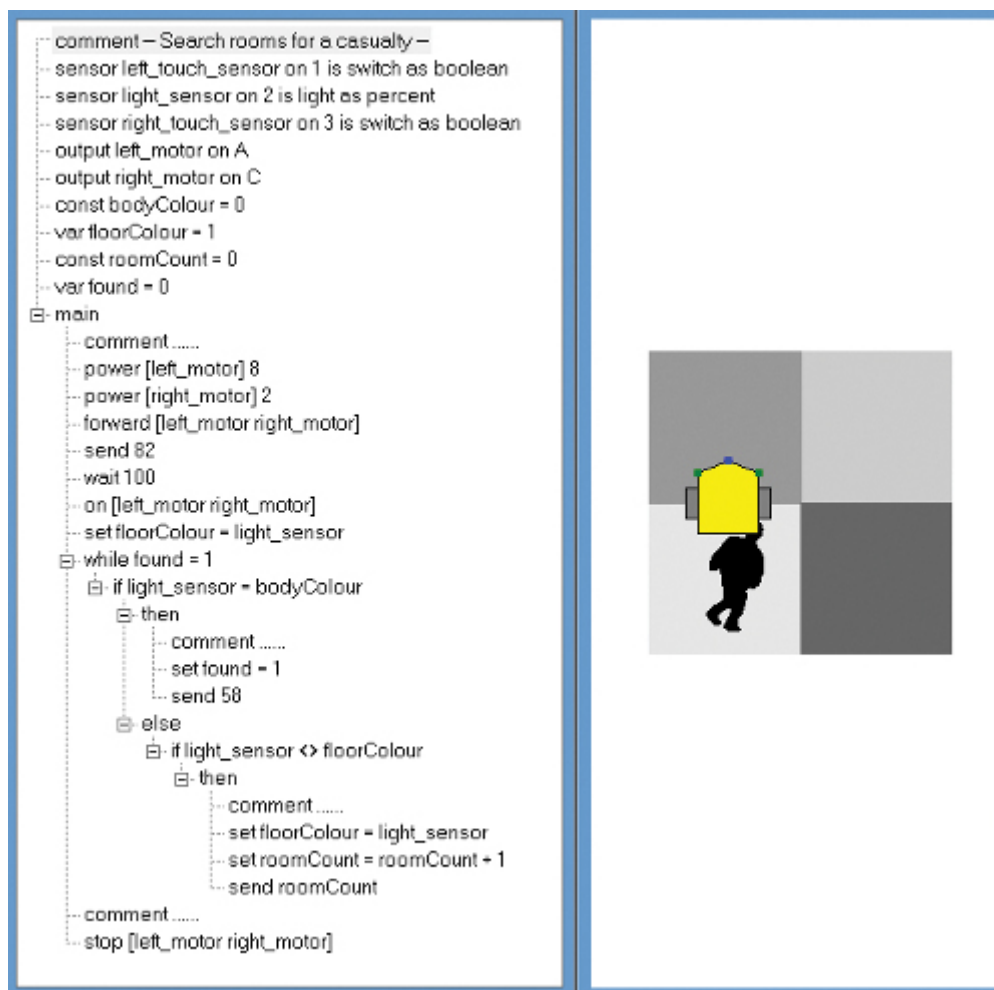 comment – Search rooms for a casualty –
sensor left_touch_sensor on 1 is switch as boolean
sensor light_sensor on 2 is light as percent
sensor right_touch_sensor on 3 is switch as boolean
output left_motor on A
output right_motor on C
const bodyColour = 0
var floorColour = 1
const roomCount = 0
var found = 0
main
comment ......
power [left_motor] 8
power [right_motor] 2
forward [left_motor right_motor]
send 82
wait 100
on [left_motor right_motor]
set floorColour = light_sensor
while found = 1
if light_sensor = bodyColour
then
comment ......
set found = 1
send 58
else
if light_sensor <> floorColour
then
comment ......
set floorColour = light_sensor
set roomCount = roomCount + 1
send roomCount
comment ......
stop [left_motor right_motor]